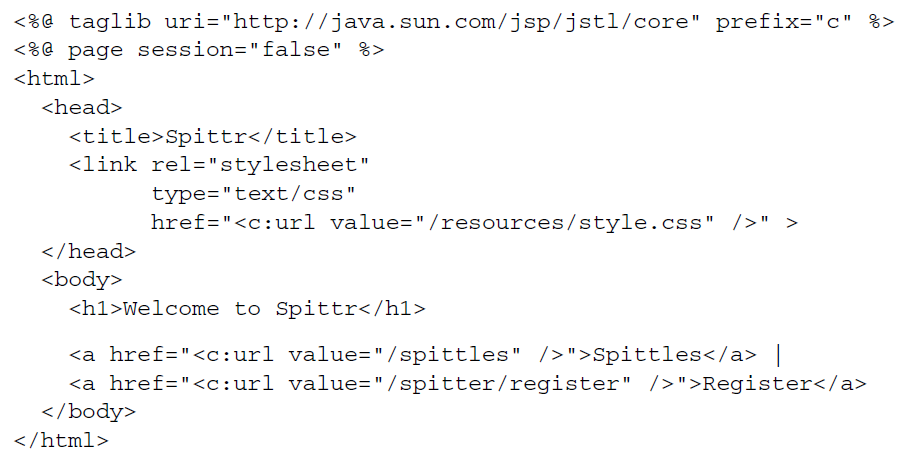 <%@ taglib uri="http://java.sun.com/jsp/jstl/core" prefix="c" %>
<%@ page session="false" %>
<html>
  <head>
    <title>Spittr</title>
    <link rel="stylesheet"
          type="text/css"
          href="<c:url value="/resources/style.css" />" >
  </head>
  <body>
    <h1>Welcome to Spittr</h1>

    <a href="<c:url value="/spittles" />">Spittles</a> |
    <a href="<c:url value="/spitter/register" />">Register</a>
  </body>
</html>